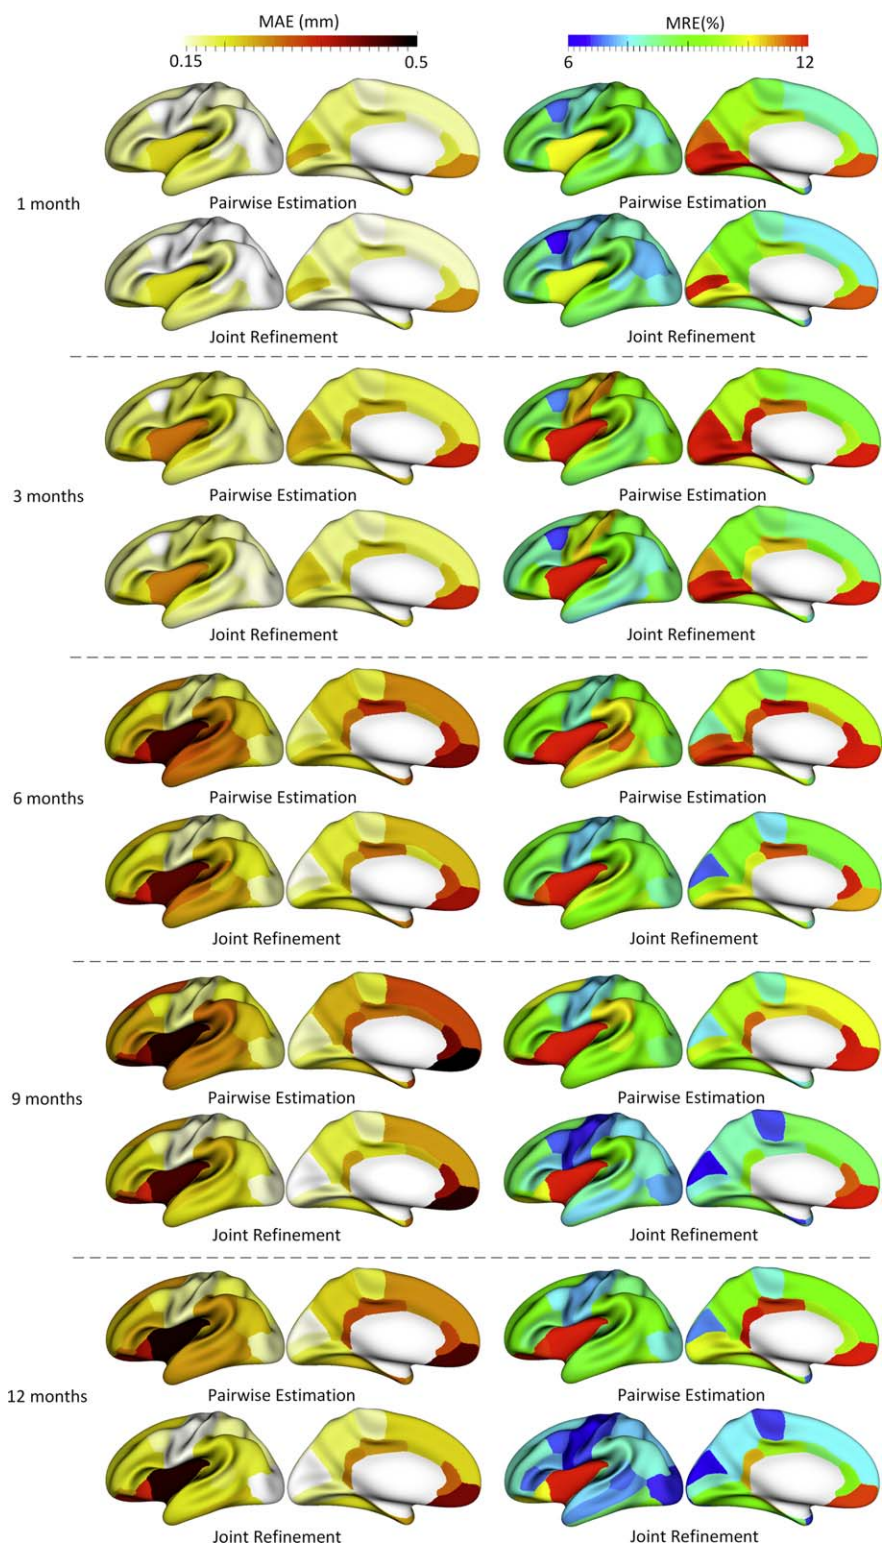 MAE (mm)
MRE(%)
0.15
0.5
6
12
1 month
Pairwise Estimation
Pairwise Estimation
Joint Refinement
Joint Refinement
3 months
Pairwise Estimation
Pairwise Estimation
Joint Refinement
Joint Refinement
6 months
Pairwise Estimation
Pairwise Estimation
Joint Refinement
Joint Refinement
9 months
Pairwise Estimation
Pairwise Estimation
Joint Refinement
Joint Refinement
12 months
Pairwise Estimation
Pairwise Estimation
Joint Refinement
Joint Refinement